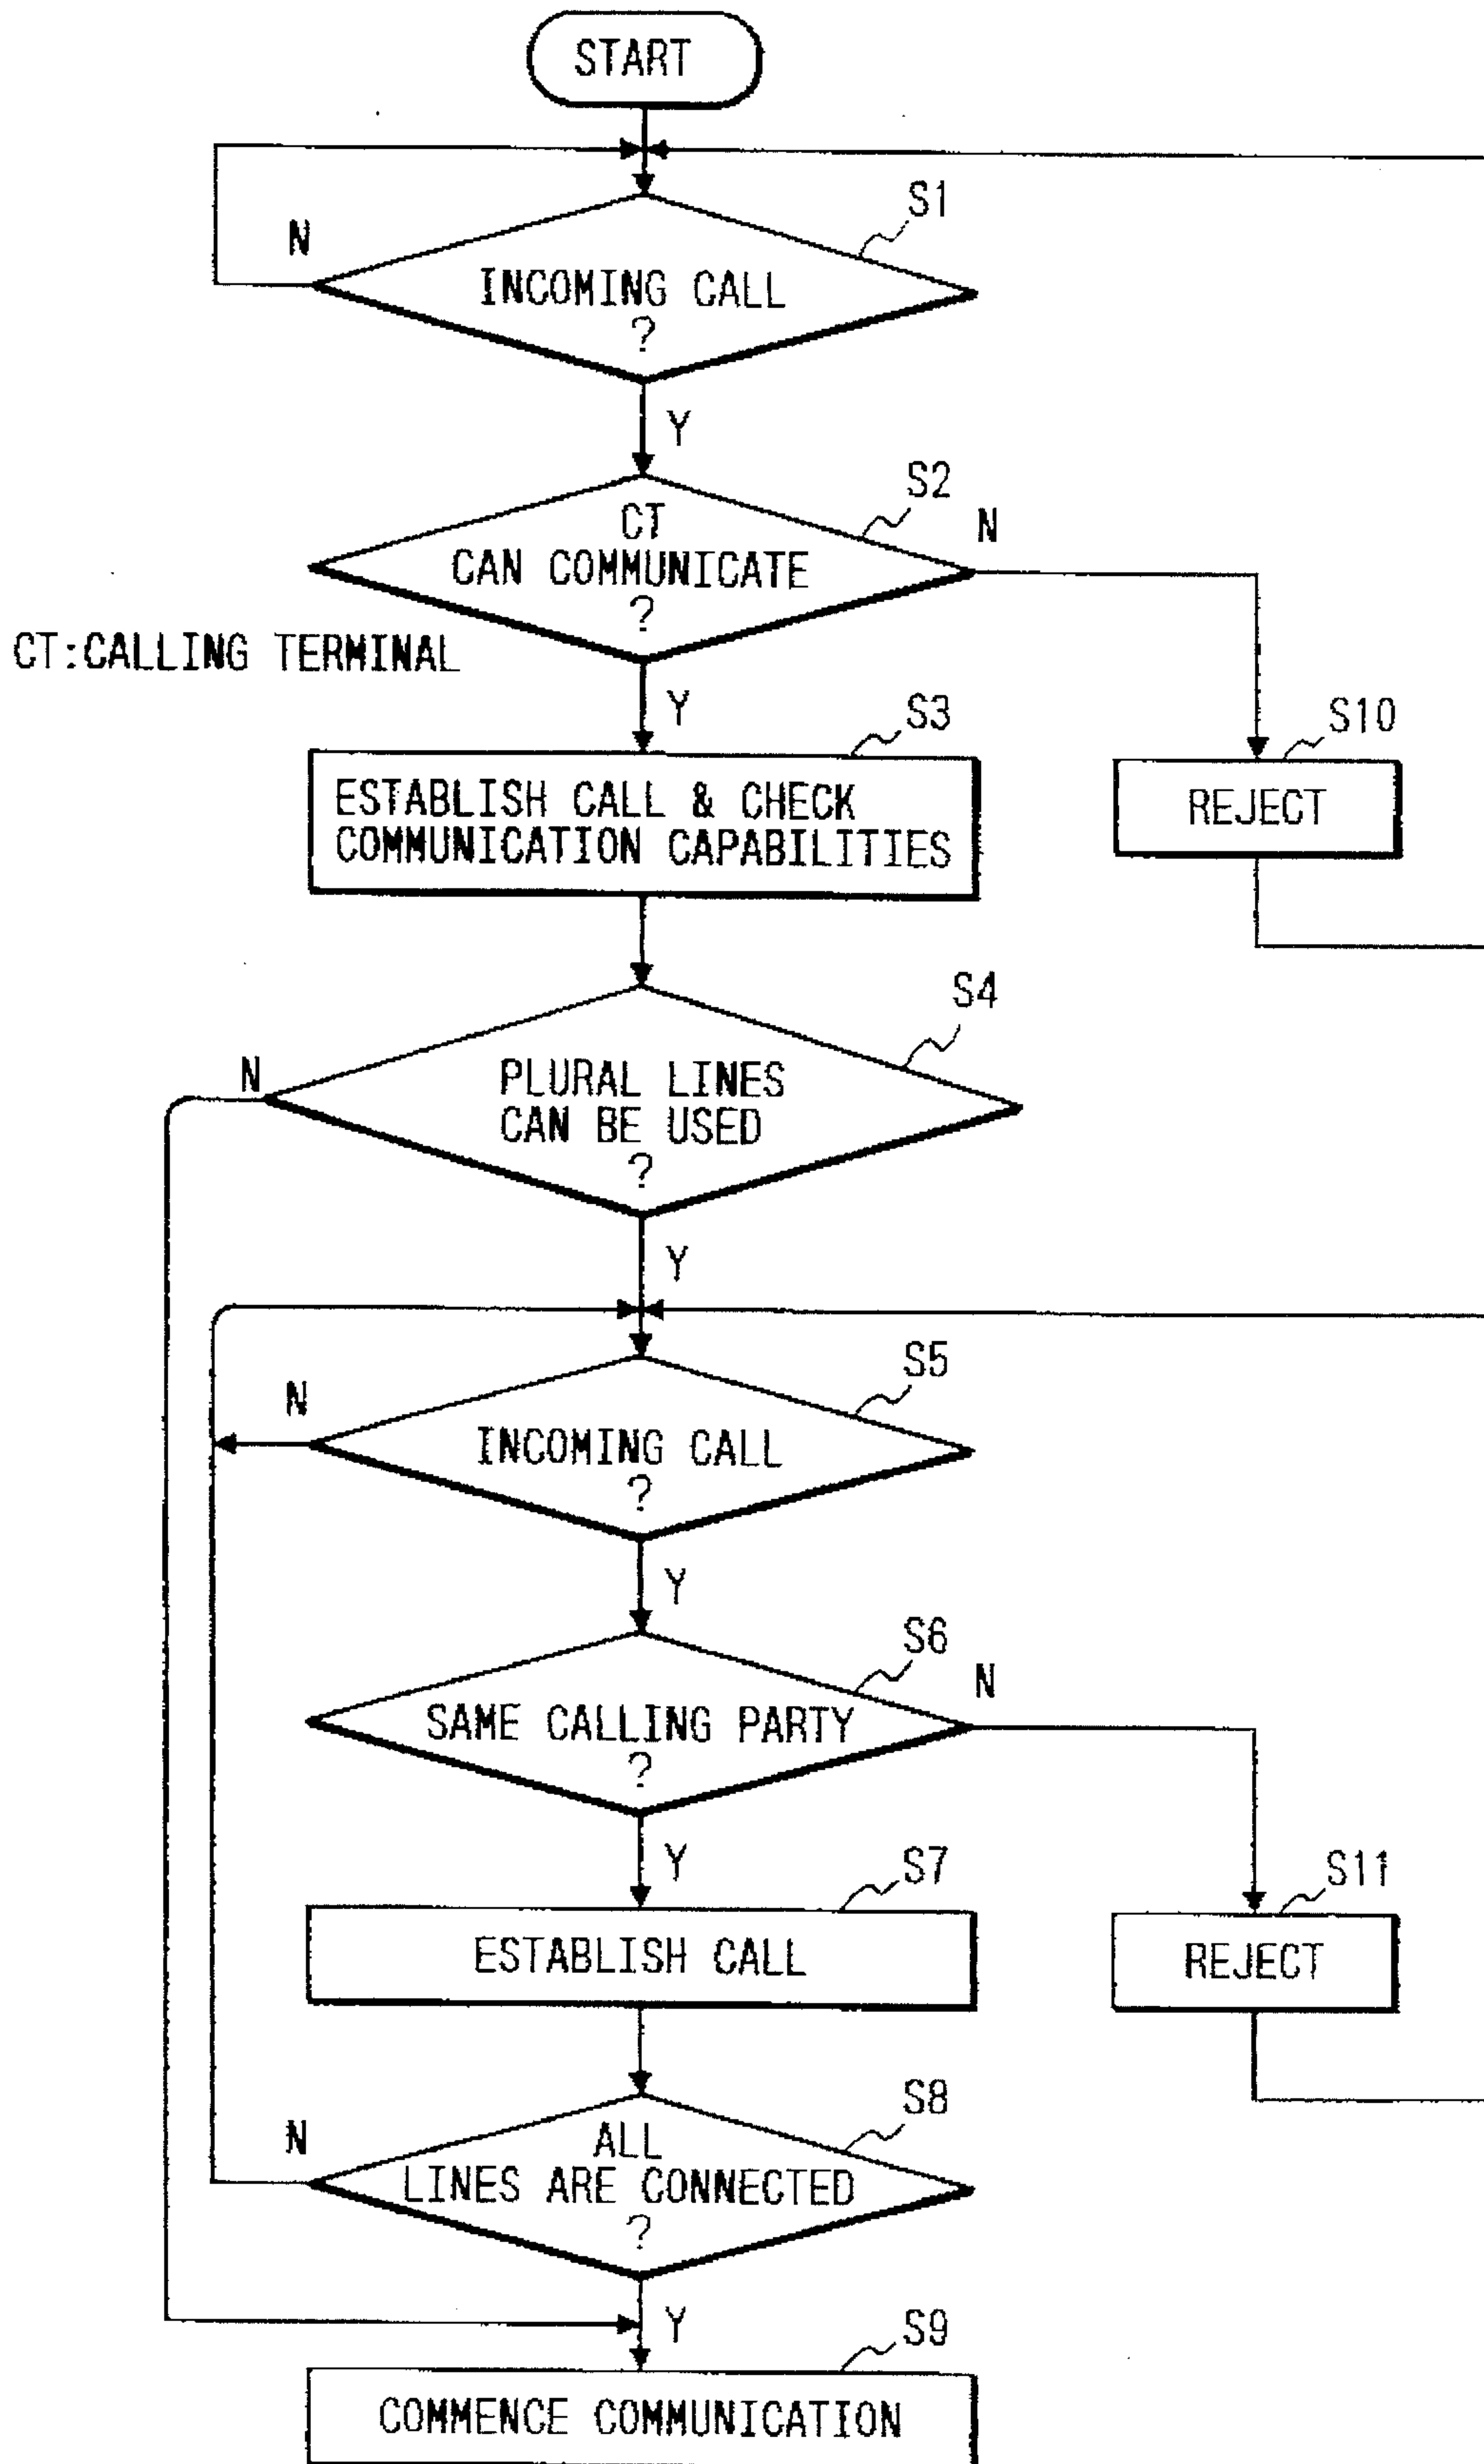 START
S1
N
INCOMING CALL
?
Y
S2
N
CT
CAN COMMUNICATE
?
CT:CALLING TERMINAL
Y
S3
S10
ESTABLISH CALL & CHECK
COMMUNICATION CAPABILITIES
REJECT
S4
N
PLURAL LINES
CAN BE USED
?
Y
S5
N
INCOMING CALL
?
Y
S6
N
SAME CALLING PARTY
?
Y
S7
S11
ESTABLISH CALL
REJECT
S8
N
ALL
LINES ARE CONNECTED
?
Y
S9
COMMENCE COMMUNICATION